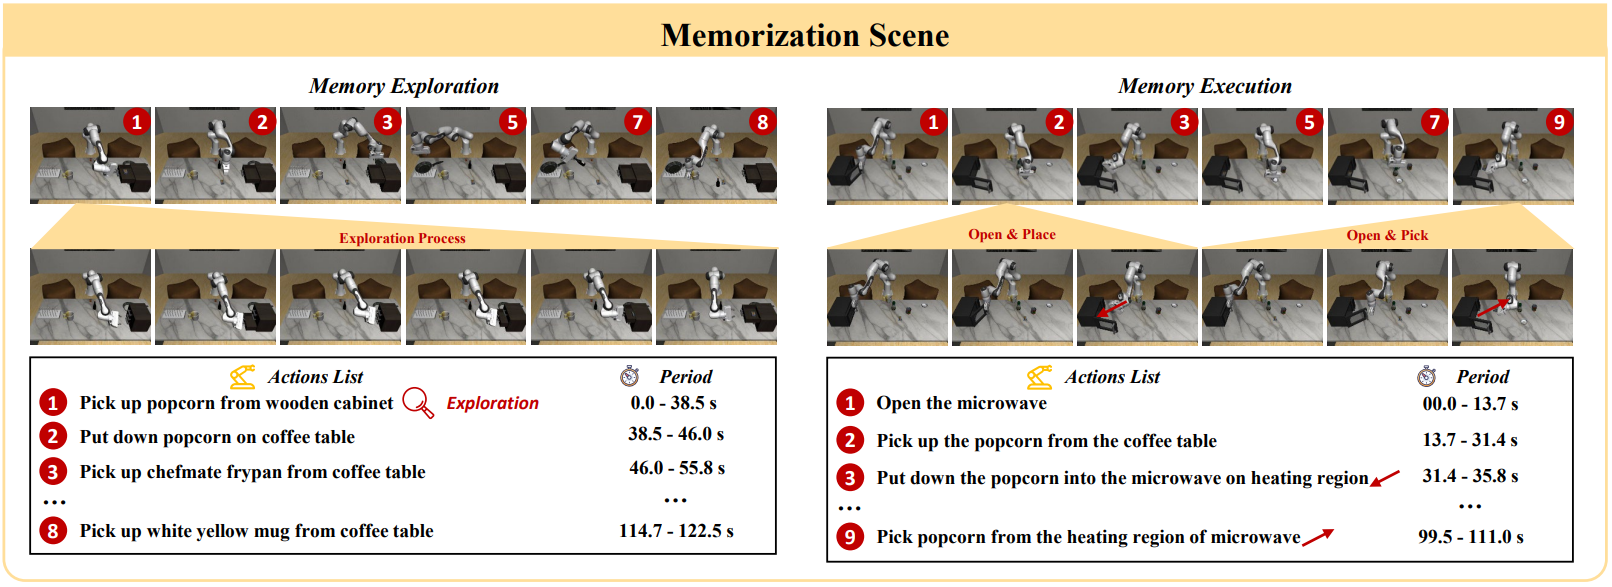 Memorization Scene
Memory Exploration
1 2 3 5 7 8
Exploration Process
Actions List Period
1 Pick up popcorn from wooden cabinet Exploration 0.0 - 38.5 s
2 Put down popcorn on coffee table 38.5 - 46.0 s
3 Pick up chefmate frypan from coffee table 46.0 - 55.8 s
... ...
8 Pick up white yellow mug from coffee table 114.7 - 122.5 s
Memory Execution
1 2 3 5 7 9
Open & Place Open & Pick
Actions List Period
1 Open the microwave 00.0 - 13.7 s
2 Pick up the popcorn from the coffee table 13.7 - 31.4 s
3 Put down the popcorn into the microwave on heating region 31.4 - 35.8 s
... ...
9 Pick popcorn from the heating region of microwave 99.5 - 111.0 s